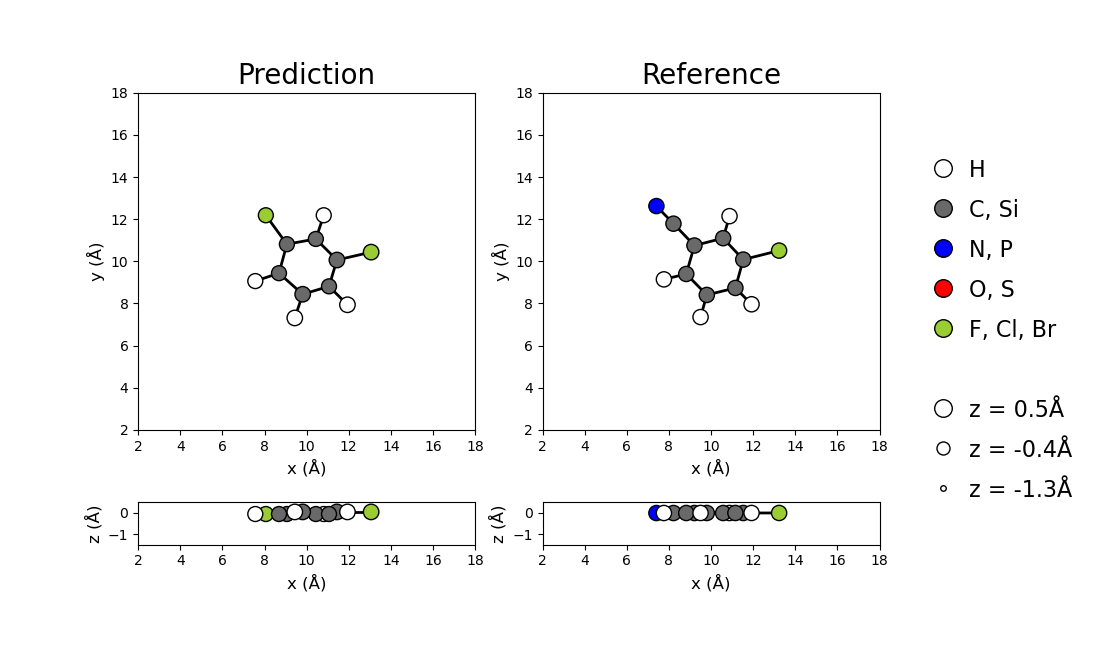 Prediction
Reference
18
16
14
12
10
8
6
4
2
y (Å)
2 4 6 8 10 12 14 16 18
x (Å)
18
16
14
12
10
8
6
4
2
y (Å)
2 4 6 8 10 12 14 16 18
x (Å)
H
C, Si
N, P
O, S
F, Cl, Br
z = 0.5Å
z = -0.4Å
z = -1.3Å
0
−1
z (Å)
2 4 6 8 10 12 14 16 18
x (Å)
0
−1
z (Å)
2 4 6 8 10 12 14 16 18
x (Å)